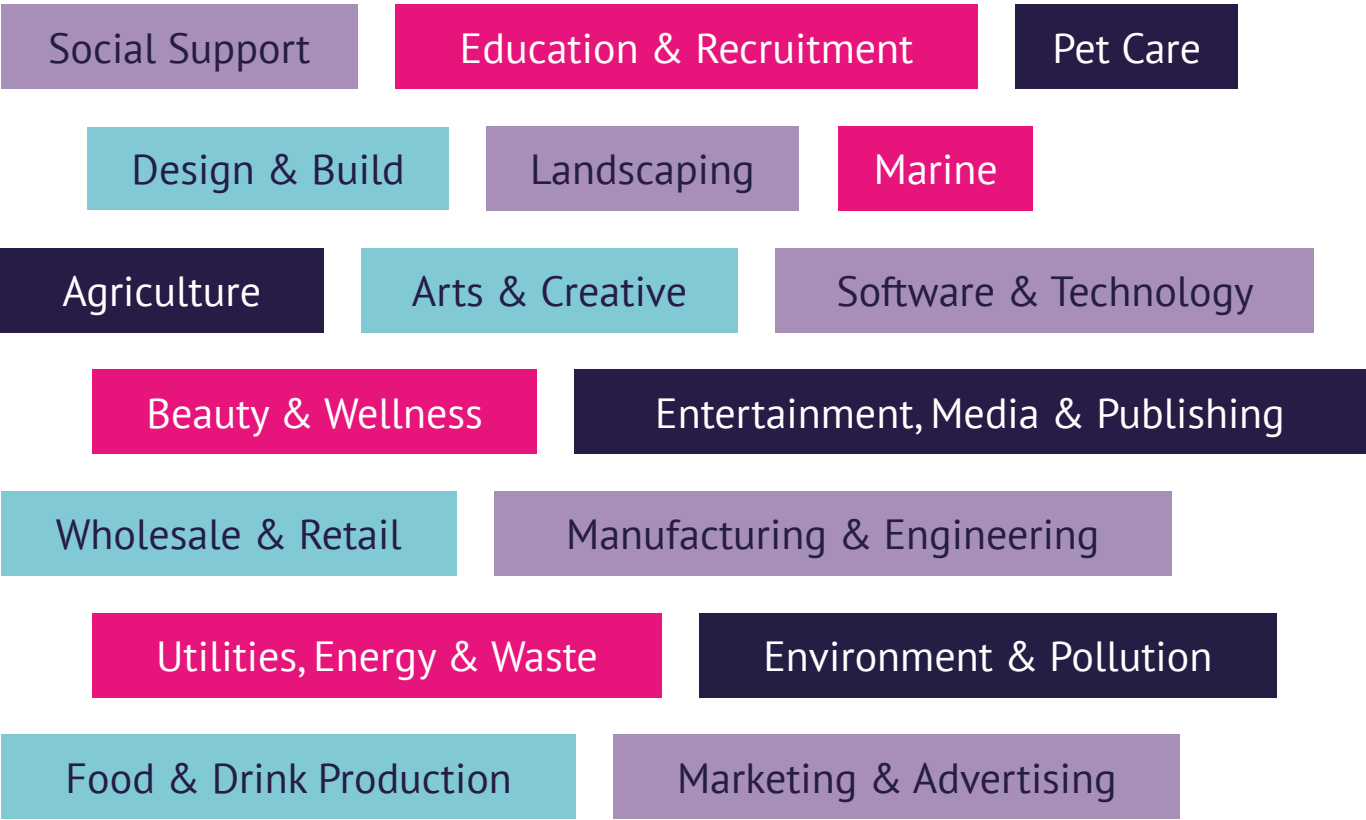 Social Support
Education & Recruitment
Pet Care
Design & Build
Landscaping
Marine
Agriculture
Arts & Creative
Software & Technology
Beauty & Wellness
Entertainment, Media & Publishing
Wholesale & Retail
Manufacturing & Engineering
Utilities, Energy & Waste
Environment & Pollution
Food & Drink Production
Marketing & Advertising